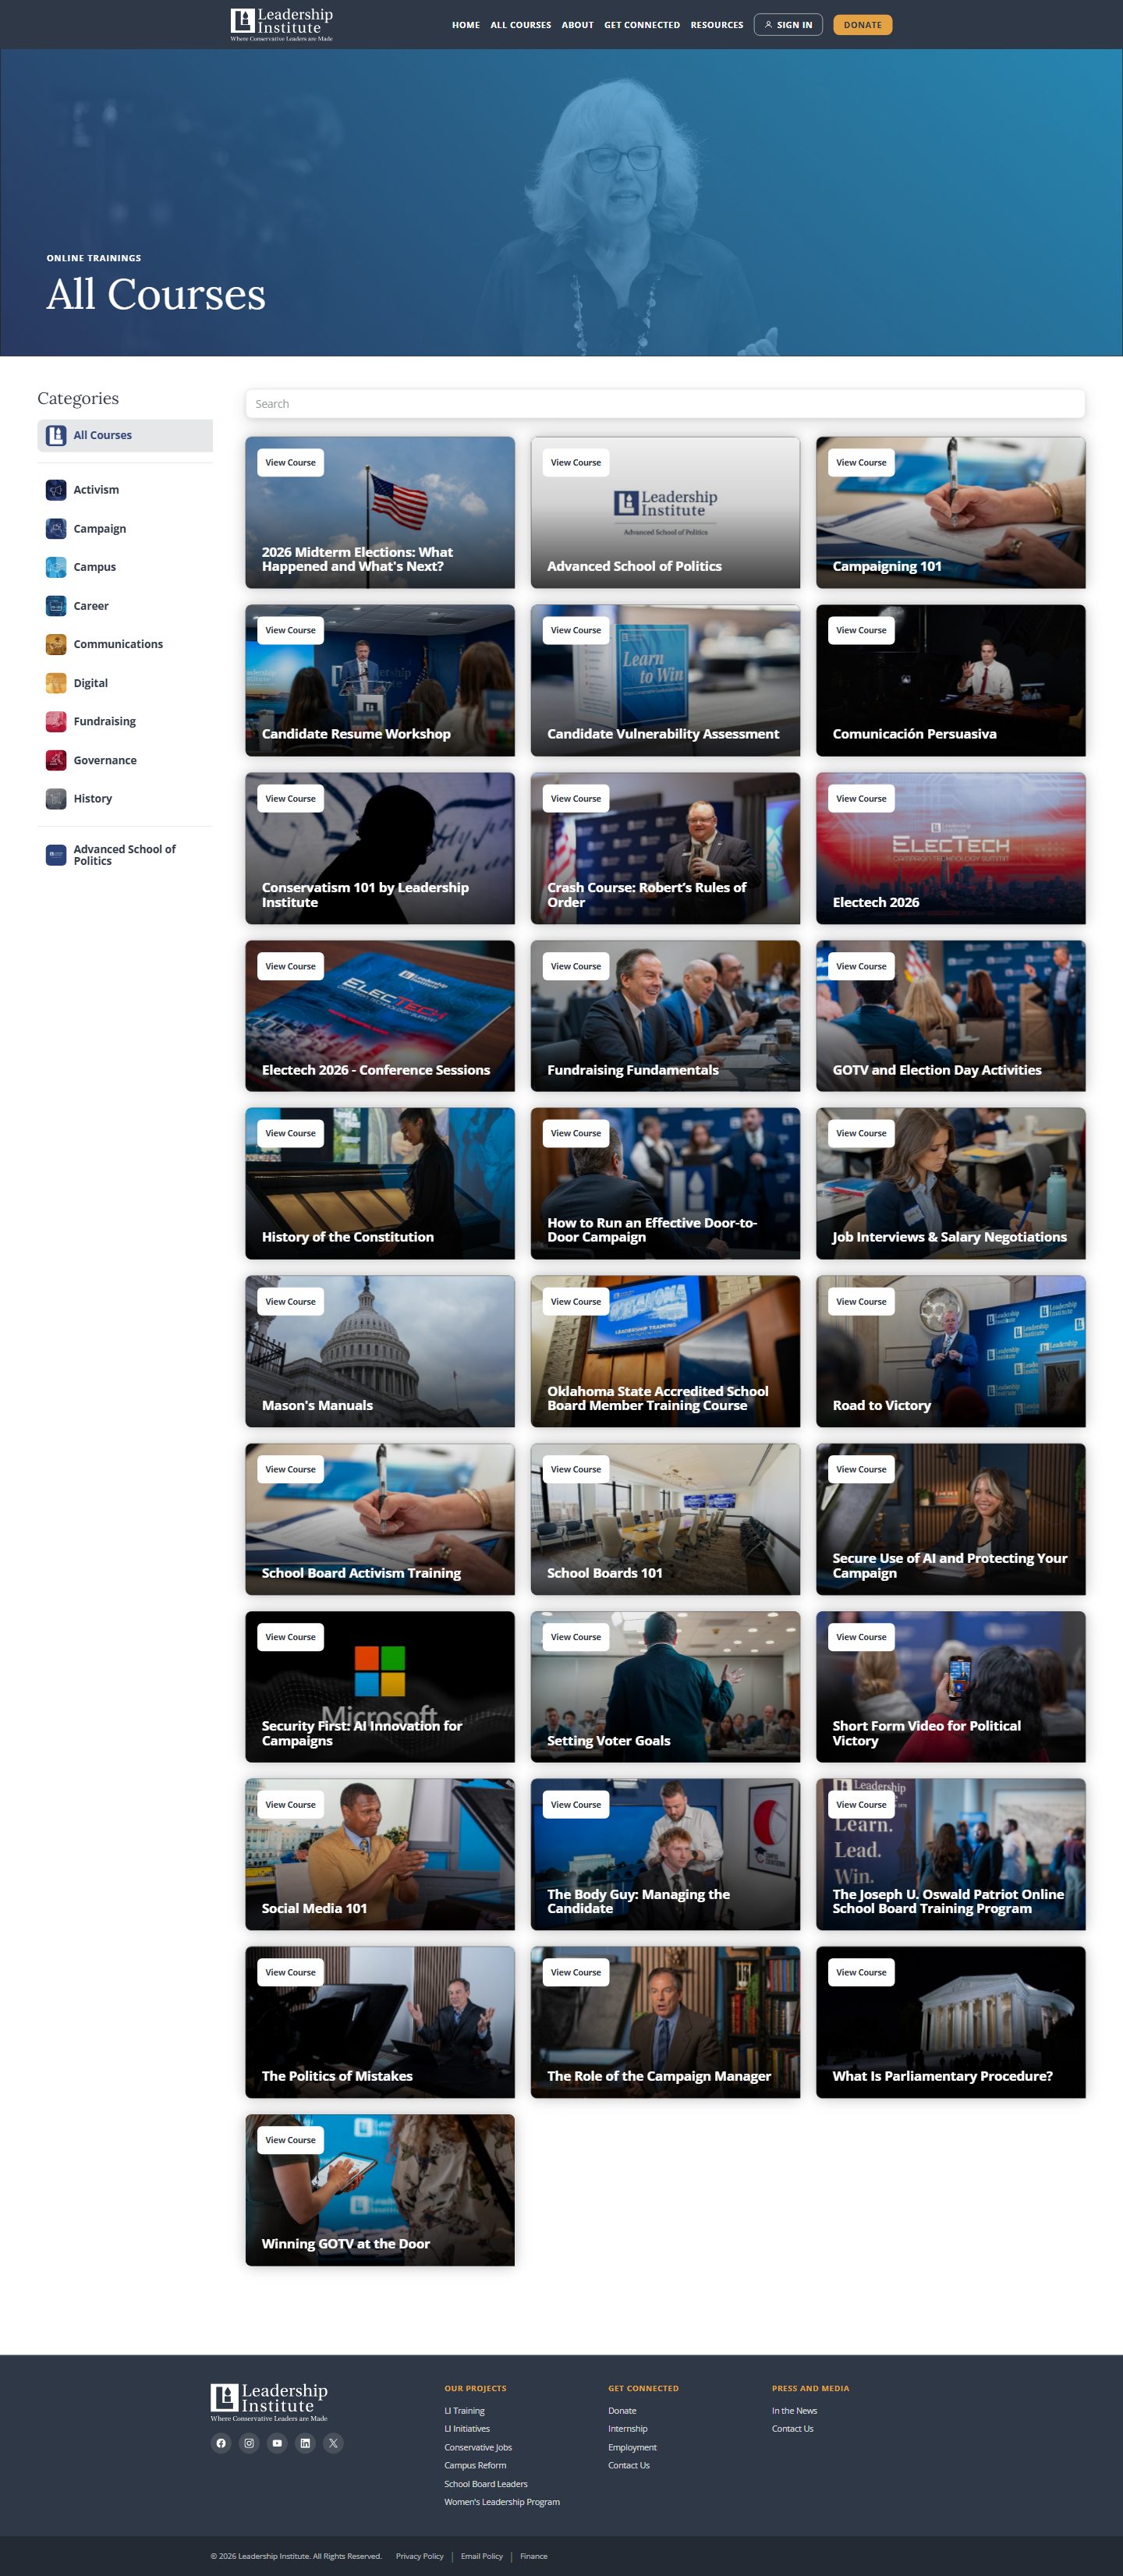 Leadership
Institute
Where Conservative Leaders are Made
HOME
ALL COURSES
ABOUT
GET CONNECTED
RESOURCES
SIGN IN
DONATE
ONLINE TRAININGS
All Courses
Categories
All Courses
Activism
Campaign
Campus
Career
Communications
Digital
Fundraising
Governance
History
Advanced School of
Politics
Search
View Course
2026 Midterm Elections: What
Happened and What's Next?
View Course
Leadership
Institute
Advanced School of Politics
Advanced School of Politics
View Course
Campaigning 101
View Course
Candidate Resume Workshop
View Course
Learn
to Win
Candidate Vulnerability Assessment
View Course
Comunicación Persuasiva
View Course
Conservatism 101 by Leadership
Institute
View Course
Crash Course: Robert's Rules of
Order
View Course
ELECTECH
CAMPAIGN TECHNOLOGY SUMMIT
Electech 2026
View Course
Leadership
Institute
ELECTECH
CAMPAIGN TECHNOLOGY SUMMIT
Electech 2026 - Conference Sessions
View Course
Fundraising Fundamentals
View Course
GOTV and Election Day Activities
View Course
History of the Constitution
View Course
How to Run an Effective Door-to-
Door Campaign
View Course
Job Interviews & Salary Negotiations
View Course
Mason's Manuals
View Course
OKLAHOMA
LEADERSHIP TRAINING
Oklahoma State Accredited School
Board Member Training Course
View Course
Leadership
Institute
Road to Victory
View Course
School Board Activism Training
View Course
School Boards 101
View Course
Secure Use of AI and Protecting Your
Campaign
View Course
Microsoft
Security First: AI Innovation for
Campaigns
View Course
Setting Voter Goals
View Course
Short Form Video for Political
Victory
View Course
Social Media 101
View Course
The Body Guy: Managing the
Candidate
Leadership
View Course
Learn.
Lead.
Win.
The Joseph U. Oswald Patriot Online
School Board Training Program
View Course
The Politics of Mistakes
View Course
The Role of the Campaign Manager
View Course
What Is Parliamentary Procedure?
View Course
Winning GOTV at the Door
Leadership
Institute
Where Conservative Leaders are Made
OUR PROJECTS
LI Training
LI Initiatives
Conservative Jobs
Campus Reform
School Board Leaders
Women's Leadership Program
GET CONNECTED
Donate
Internship
Employment
Contact Us
PRESS AND MEDIA
In the News
Contact Us
© 2026 Leadership Institute. All Rights Reserved.
Privacy Policy
Email Policy
Finance